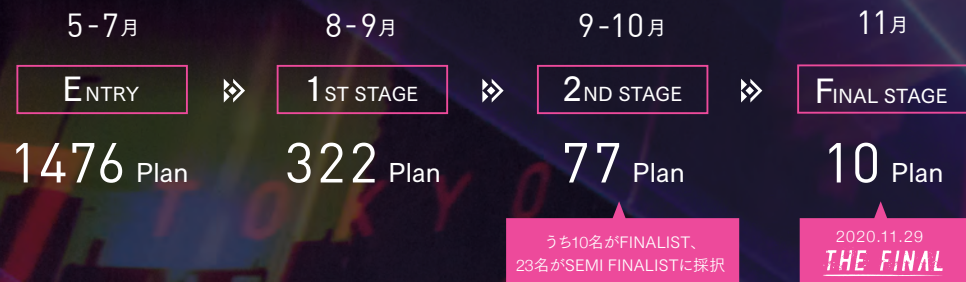 5-7月
8-9月
9-10月
11月
ENTRY
1ST STAGE
2ND STAGE
FINAL STAGE
1476 Plan
322 Plan
77 Plan
10 Plan
TOKYO
うち10名がFINALIST、
23名がSEMI FINALISTに採択
2020.11.29
THE FINAL